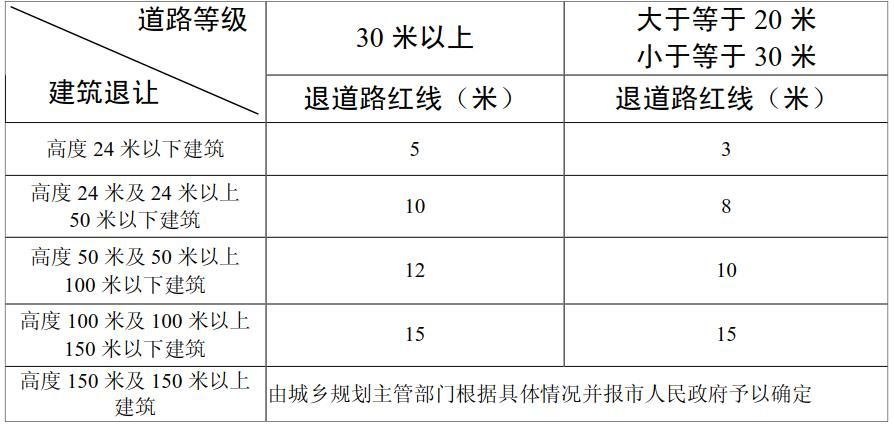 道路等级
建筑退让
30 米以上
大于等于 20 米
小于等于 30 米
退道路红线（米）
退道路红线（米）
高度 24 米以下建筑
5
3
高度 24 米及 24 米以上
50 米以下建筑
10
8
高度 50 米及 50 米以上
100 米以下建筑
12
10
高度 100 米及 100 米以上
150 米以下建筑
15
15
高度 150 米及 150 米以上
建筑
由城乡规划主管部门根据具体情况并报市人民政府予以确定